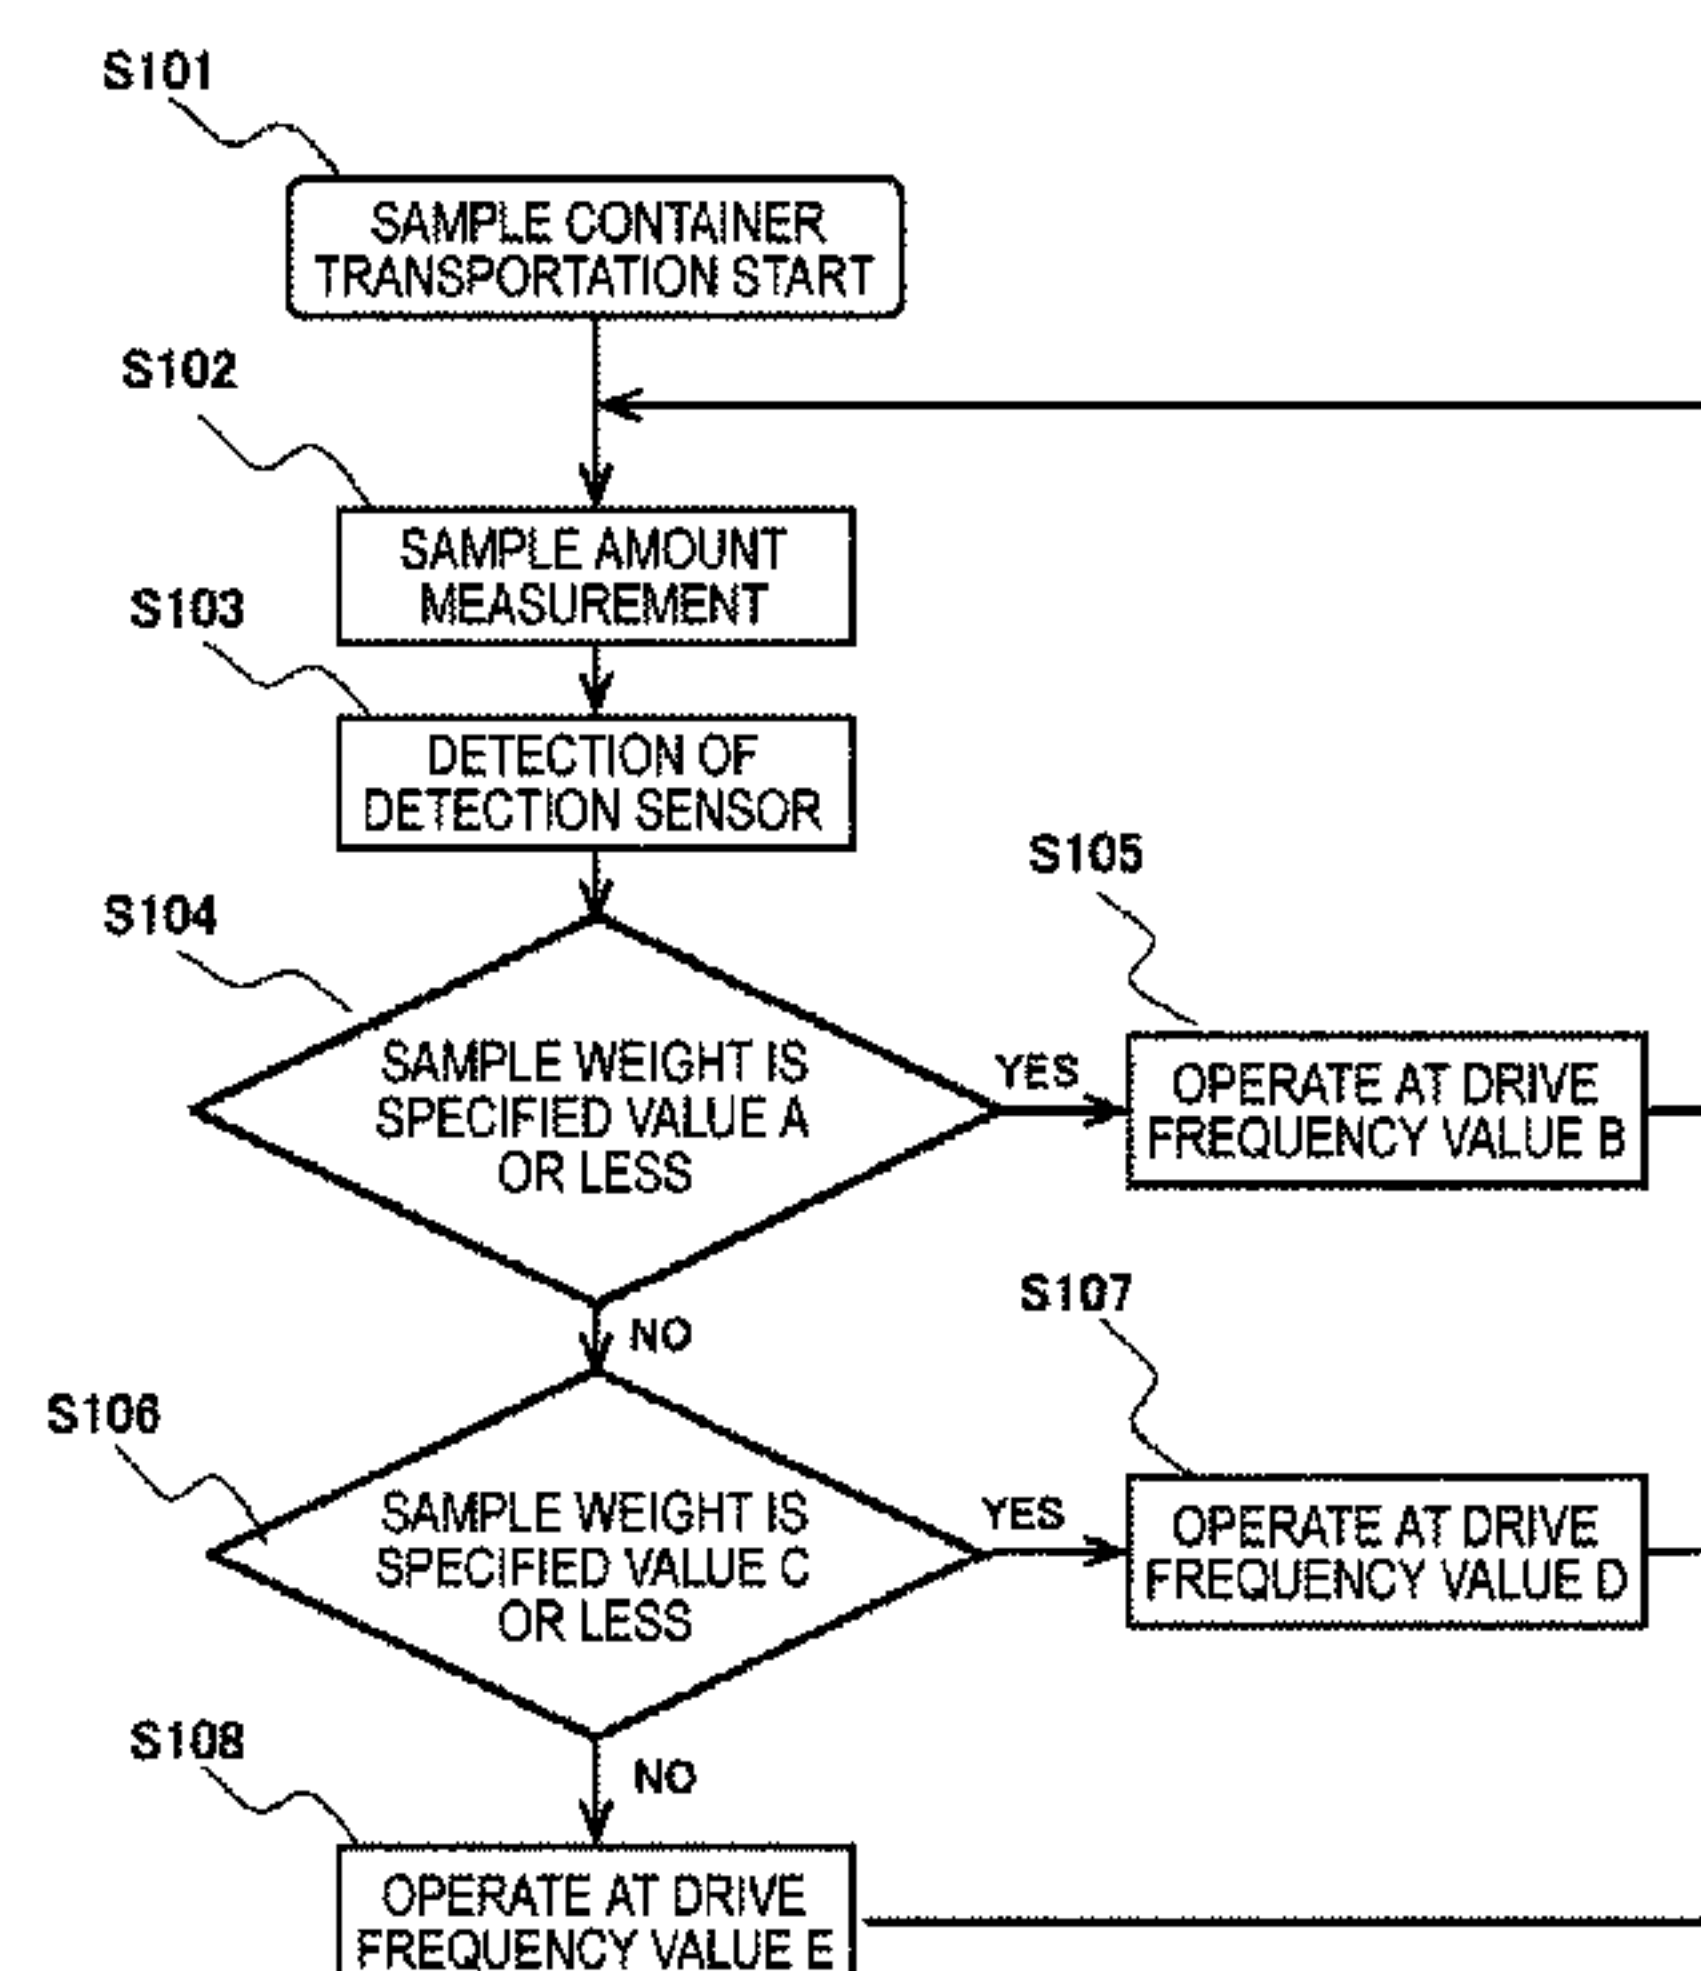 S101
SAMPLE CONTAINER
TRANSPORTATION START
S102
SAMPLE AMOUNT
MEASUREMENT
S103
DETECTION OF
DETECTION SENSOR
S104
SAMPLE WEIGHT IS
SPECIFIED VALUE A
OR LESS
YES
S105
OPERATE AT DRIVE
FREQUENCY VALUE B
NO
S106
SAMPLE WEIGHT IS
SPECIFIED VALUE C
OR LESS
YES
S107
OPERATE AT DRIVE
FREQUENCY VALUE D
NO
S108
OPERATE AT DRIVE
FREQUENCY VALUE E